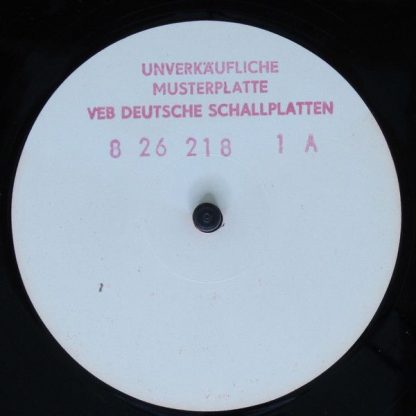 UNVERKÄUFLICHE
MUSTERPLATTE
VEB DEUTSCHE SCHALLPLATTEN
8 26 218 1 A